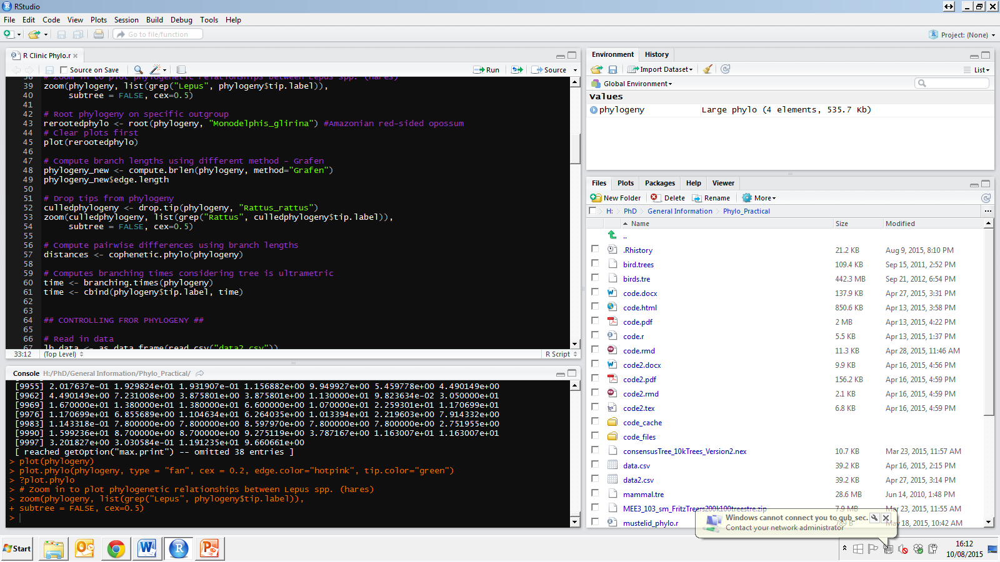 RStudio
File Edit Code View Plots Session Build Debug Tools Help
Go to file/function
Project: (None)
R Clinic Phylo.r
Source on Save
Run
Source
38 # Zoom in to plot phylogenetic relationships between Lepus spp. (hares)
39 zoom(phylogeny, list(grep("Lepus", phylogeny$tip.label)),
40 subtree = FALSE, cex=0.5)
41
42 # Root phylogeny on specific outgroup
43 rerootedphylo <- root(phylogeny, "Monodelphis_glirina") #Amazonian red-sided opossum
44 # Clear plots first
45 plot(rerootedphylo)
46
47 # Compute branch lengths using different method - Grafen
48 phylogeny_new <- compute.brlen(phylogeny, method="Grafen")
49 phylogeny_new$edge.length
50
51 # Drop tips from phylogeny
52 culledphylogeny <- drop.tip(phylogeny, "Rattus_rattus")
53 zoom(culledphylogeny, list(grep("Rattus", culledphylogeny$tip.label)),
54 subtree = FALSE, cex=0.5)
55
56 # Compute pairwise differences using branch lengths
57 distances <- cophenetic.phylo(phylogeny)
58
59 # Computes branching times considering tree is ultrametric
60 time <- branching.times(phylogeny)
61 time <- cbind(phylogeny$tip.label, time)
62
63
64 ## CONTROLLING FROR PHYLOGENY ##
65
66 # Read in data
67 lh.data <- as.data.frame(read.csv("data2.csv"))
33:12 (Top Level) R Script
Console H:/PhD/General Information/Phylo_Practical/
[9955] 2.017637e-01 1.929824e+01 1.931907e-01 1.156882e+00 9.949927e+00 5.459778e+00 4.490149e+00
[9962] 4.490149e+00 7.231008e+00 3.875801e+00 3.875801e+00 1.130000e+01 9.823634e-02 3.050000e+01
[9969] 1.670000e+01 1.380000e+01 1.380000e+01 6.600000e+00 1.070000e+01 2.259301e+01 1.170699e+01
[9976] 1.170699e+01 6.855689e+00 1.104634e+01 6.264035e+00 1.013394e+01 2.219603e+00 7.914332e+00
[9983] 1.143318e+01 7.800000e+00 7.800000e+00 8.597970e+00 7.800000e+00 7.800000e+00 2.751955e+00
[9990] 1.599236e+01 8.700000e+00 8.700000e+00 9.275119e+00 3.787167e+00 1.163007e+01 1.163007e+01
[9997] 3.201827e+00 3.030584e-01 1.191235e+01 9.660661e+00
[ reached getOption("max.print") -- omitted 38 entries ]
> plot(phylogeny)
> plot.phylo(phylogeny, type = "fan", cex = 0.2, edge.color="hotpink", tip.color="green")
> ?plot.phylo
> # Zoom in to plot phylogenetic relationships between Lepus spp. (hares)
> zoom(phylogeny, list(grep("Lepus", phylogeny$tip.label)),
+ subtree = FALSE, cex=0.5)
>
Environment History
Import Dataset
List
Global Environment
Values
phylogeny Large phylo (4 elements, 535.7 Kb)
Files Plots Packages Help Viewer
New Folder Delete Rename More
H: PhD General Information Phylo_Practical
Name Size Modified
..
.Rhistory 21.2 KB Aug 9, 2015, 8:10 PM
bird.trees 109.4 KB Sep 15, 2011, 2:52 PM
birds.tre 442.3 MB Sep 21, 2012, 6:54 PM
code.docx 137.9 KB Apr 27, 2015, 3:31 PM
code.html 850.6 KB Apr 13, 2015, 3:58 PM
code.pdf 2 MB Apr 13, 2015, 4:22 PM
code.r 5.5 KB Apr 13, 2015, 1:37 PM
code.rmd 11.3 KB Apr 28, 2015, 11:46 AM
code2.docx 9.9 KB Apr 16, 2015, 4:56 PM
code2.pdf 156.2 KB Apr 16, 2015, 4:59 PM
code2.rmd 2.1 KB Apr 16, 2015, 4:59 PM
code2.tex 6.8 KB Apr 16, 2015, 4:59 PM
code_cache
code_files
consensusTree_10kTrees_Version2.nex 10.7 KB Mar 23, 2015, 11:57 AM
data.csv 39.2 KB Apr 16, 2015, 2:15 PM
data2.csv 39.2 KB Apr 27, 2015, 3:14 PM
mammal.tre 28.6 MB Jun 14, 2010, 1:48 PM
MEE3_103_sm_FritzTreers200k100treestre.zip 7.9 MB Mar 23, 2015, 11:55 AM
mustelid_phylo.r May 18, 2015, 10:42 AM
Windows cannot connect you to qub_sec.
Contact your network administrator
Start
16:12
10/08/2015